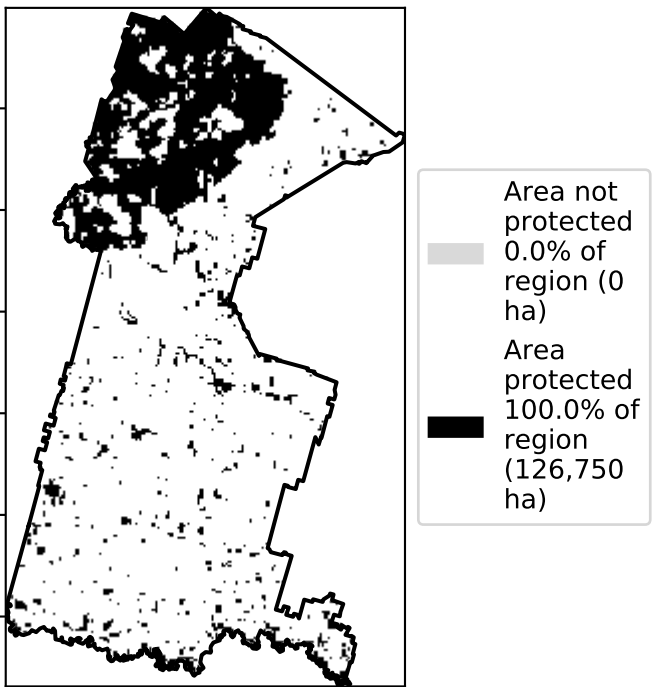 Area not
protected
0.0% of
region (0
ha)
Area
protected
100.0% of
region
(126,750
ha)